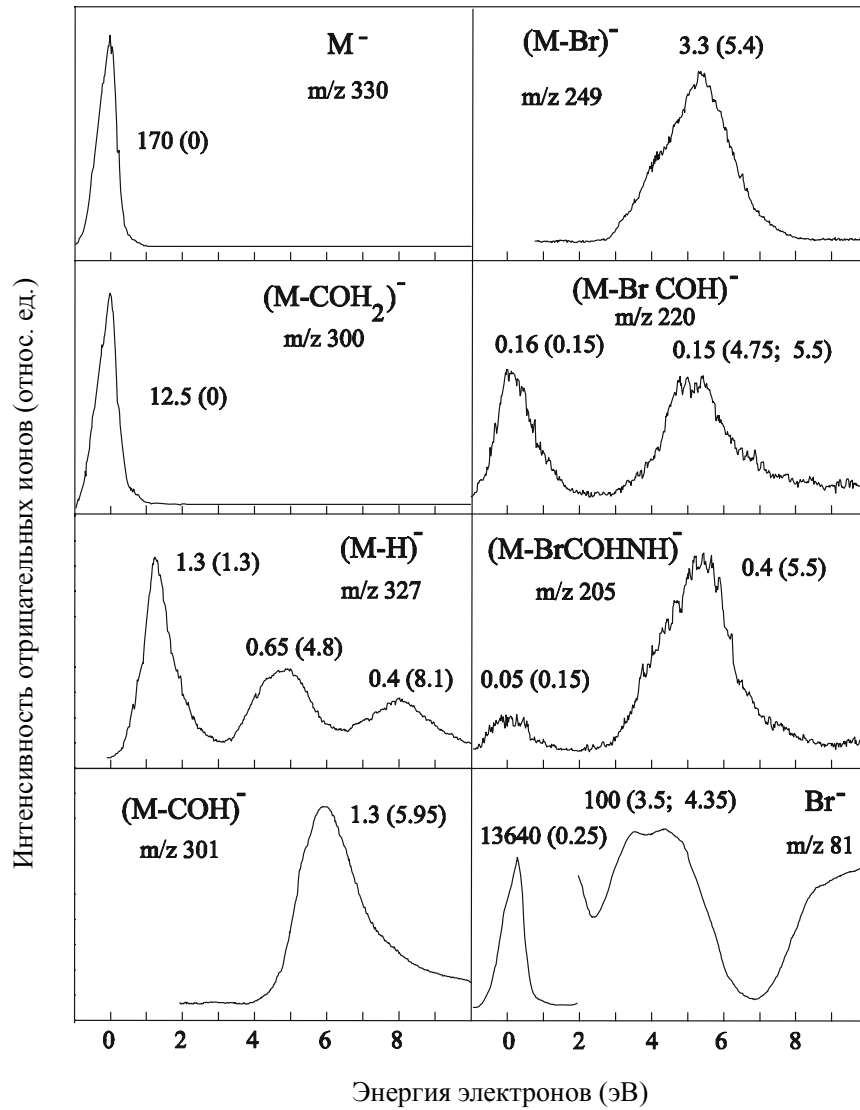 Интенсивность отрицательных ионов (относ. ед.)
M⁻
m/z 330
170 (0)
(M-Br)⁻
3.3 (5.4)
m/z 249
(M-COH₂)⁻
m/z 300
12.5 (0)
(M-Br COH)⁻
m/z 220
0.16 (0.15)
0.15 (4.75; 5.5)
(M-H)⁻
1.3 (1.3)
m/z 327
0.65 (4.8)
0.4 (8.1)
(M-BrCOHNH)⁻
m/z 205
0.4 (5.5)
0.05 (0.15)
(M-COH)⁻
1.3 (5.95)
m/z 301
100 (3.5; 4.35)
Br⁻
13640 (0.25)
m/z 81
0 2 4 6 8
0 2 4 6 8
Энергия электронов (эВ)